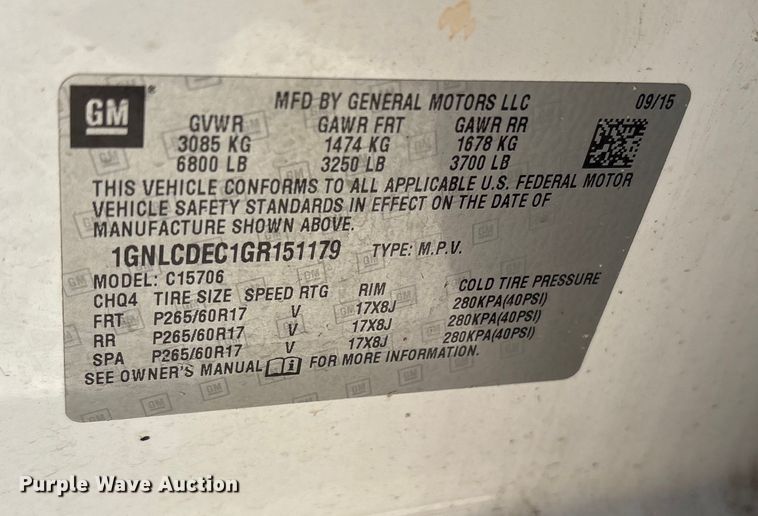 GM ® MFD BY GENERAL MOTORS LLC 09/15
GVWR GAWR FRT GAWR RR
3085 KG 1474 KG 1678 KG
6800 LB 3250 LB 3700 LB
THIS VEHICLE CONFORMS TO ALL APPLICABLE U.S. FEDERAL MOTOR
VEHICLE SAFETY STANDARDS IN EFFECT ON THE DATE OF
MANUFACTURE SHOWN ABOVE.
1GNLCDEC1GR151179 TYPE: M.P.V.
MODEL: C15706
CHQ4 TIRE SIZE SPEED RTG RIM COLD TIRE PRESSURE
FRT P265/60R17 V 17X8J 280KPA(40PSI)
RR P265/60R17 V 17X8J 280KPA(40PSI)
SPA P265/60R17 V 17X8J 280KPA(40PSI)
SEE OWNER'S MANUAL i FOR MORE INFORMATION.
Purple Wave Auction